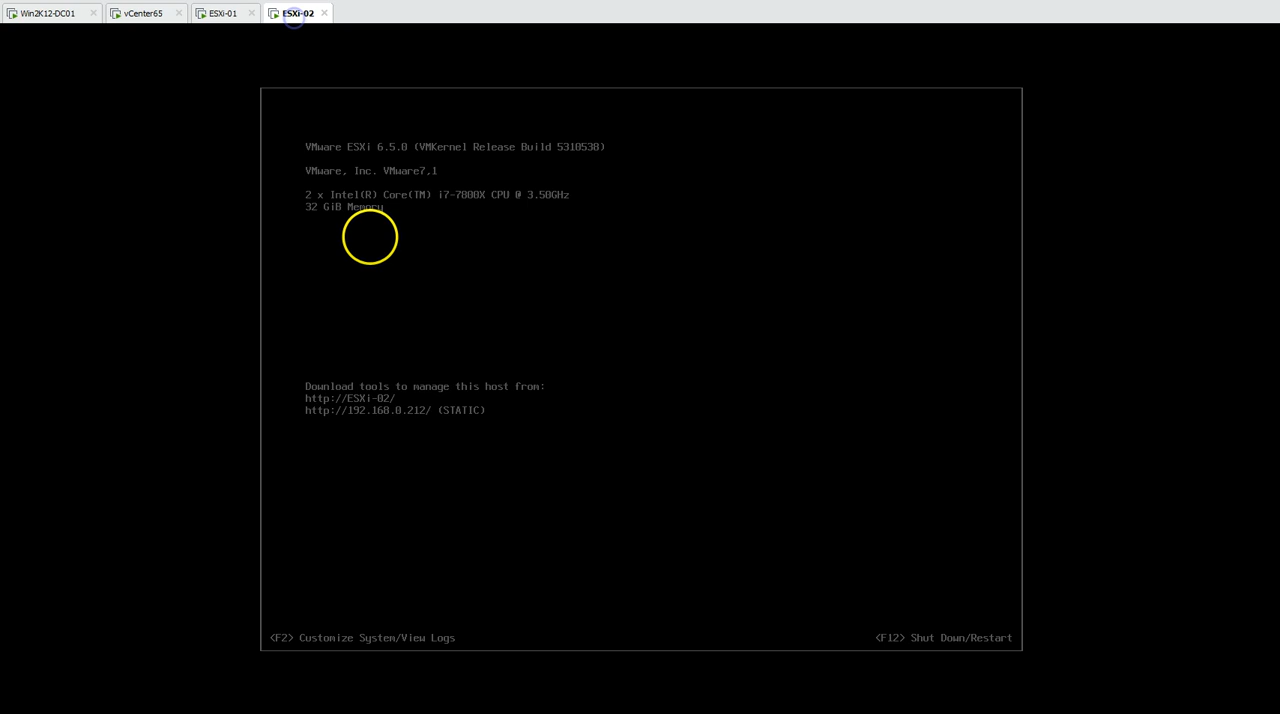 Win2K12-DC01 vCenter65 ESXi-01 ESXi-02
VMware ESXi 6.5.0 (VMKernel Release Build 5310538)
VMware, Inc. VMware7,1
2 x Intel(R) Core(TM) i7-7800X CPU @ 3.50GHz
32 GiB Memory
Download tools to manage this host from:
http://ESXi-02/
http://192.168.0.212/ (STATIC)
<F2> Customize System/View Logs <F12> Shut Down/Restart